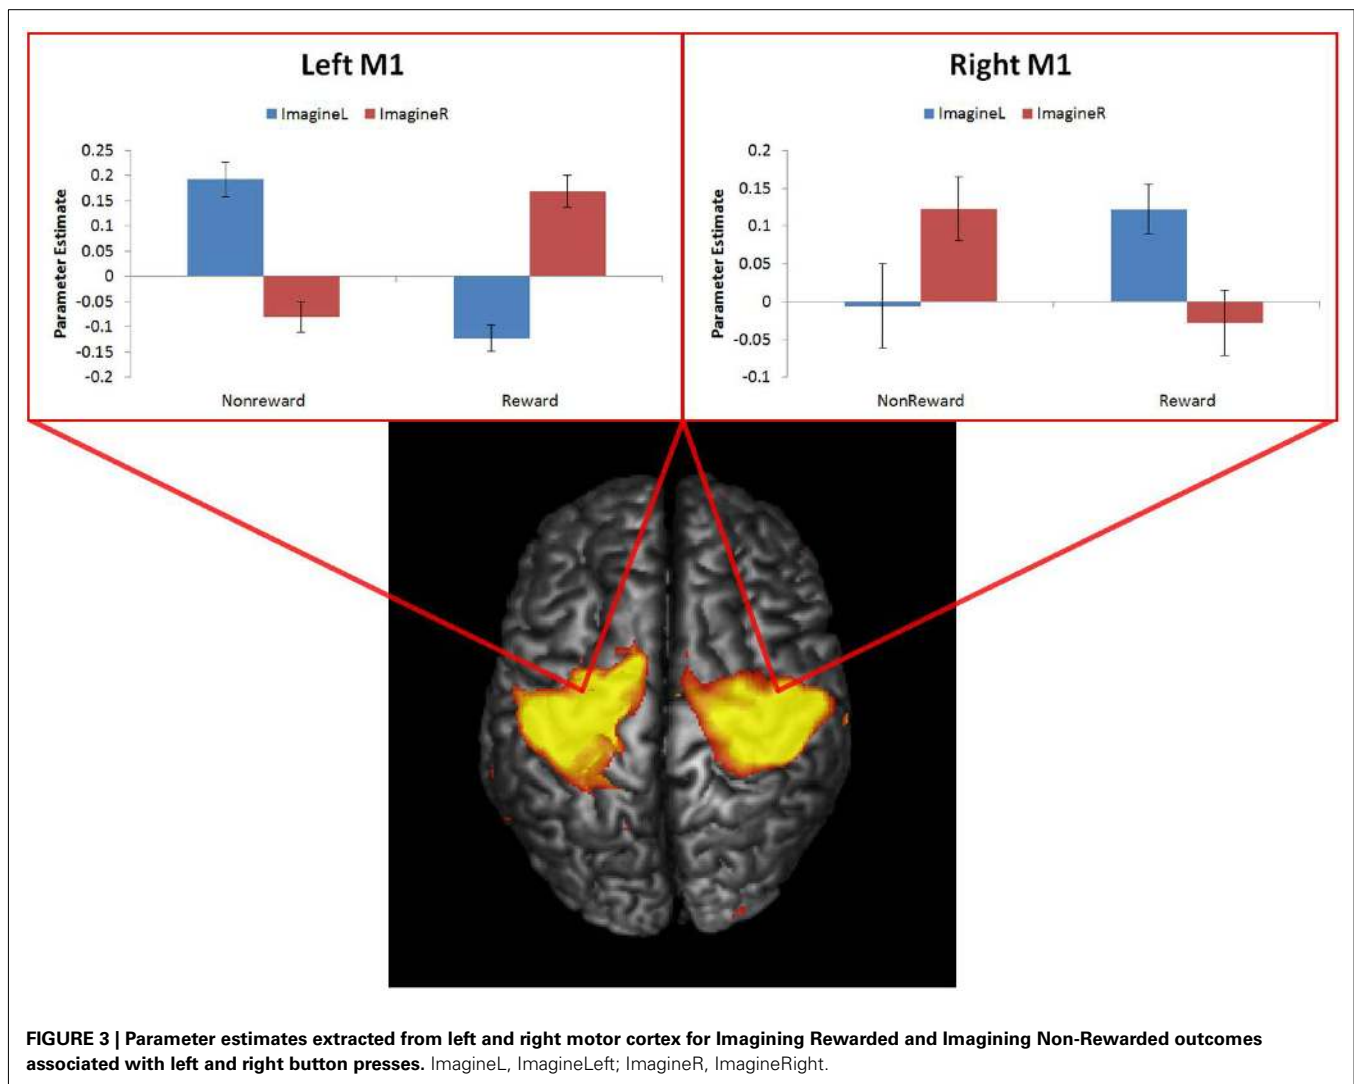 Left M1
ImagineL ImagineR
Parameter Estimate
0.25
0.2
0.15
0.1
0.05
0
-0.05
-0.1
-0.15
-0.2
Nonreward Reward
Right M1
ImagineL ImagineR
Parameter Estimate
0.2
0.15
0.1
0.05
0
-0.05
-0.1
NonReward Reward
FIGURE 3 | Parameter estimates extracted from left and right motor cortex for Imagining Rewarded and Imagining Non-Rewarded outcomes
associated with left and right button presses. ImagineL, ImagineLeft; ImagineR, ImagineRight.